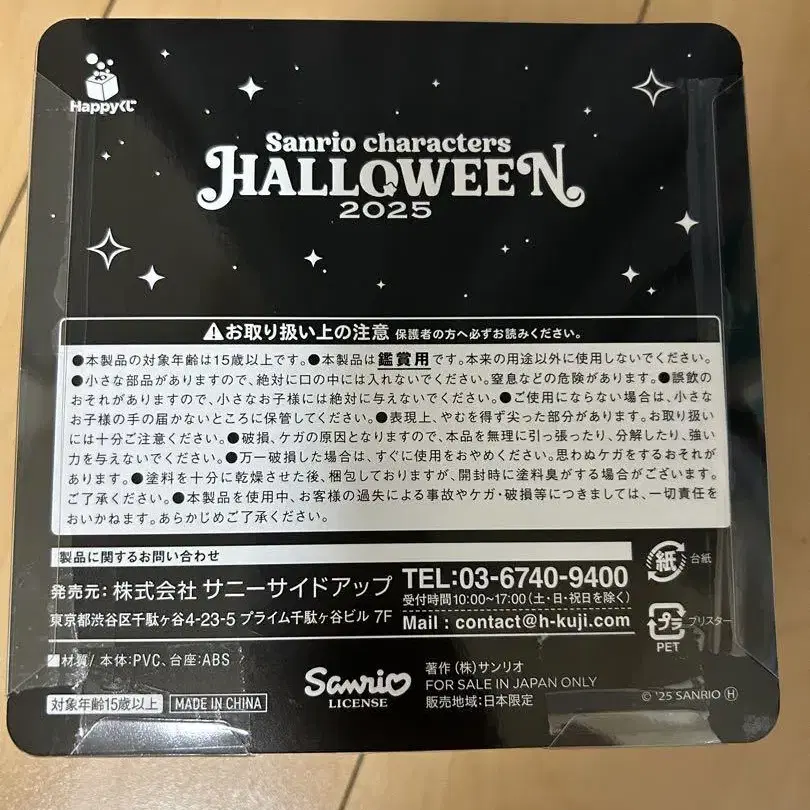 Happyくじ
Sanrio characters
HALLOWEEN
2025
⚠お取り扱い上の注意 保護者の方へ必ずお読みください。
●本製品の対象年齢は15歳以上です。●本製品は鑑賞用です。本来の用途以外に使用しないでください。
●小さな部品がありますので、絶対に口の中には入れないでください。窒息などの危険があります。●誤飲の
おそれがありますので、小さなお子様には絶対に与えないでください。●ご使用にならない場合は、小さな
お子様の手の届かないところに保管してください。●表現上、やむを得ず尖った部分があります。お取り扱い
には十分ご注意ください。●破損、ケガの原因となりますので、本品を無理に引っ張ったり、分解したり、強い
力を与えないでください。●万一破損した場合は、すぐに使用をおやめください。思わぬケガをするおそれが
あります。●塗料を十分に乾燥させた後、梱包しておりますが、開封時に塗料臭がする場合がございます。
ご了承ください。●本製品を使用中、お客様の過失による事故やケガ・破損等につきましては、一切責任を
おいかねます。あらかじめご了承ください。
製品に関するお問い合わせ
発売元:株式会社 サニーサイドアップ
東京都渋谷区千駄ヶ谷4-23-5 プライム千駄ヶ谷ビル 7F
TEL:03-6740-9400
受付時間10:00～17:00(土・日・祝日を除く)
Mail : contact@h-kuji.com
紙 台紙
プラ ブリスター
PET
材質/ 本体:PVC、台座:ABS
対象年齢15歳以上 MADE IN CHINA
Sanrio
LICENSE
著作 (株)サンリオ
FOR SALE IN JAPAN ONLY
販売地域:日本限定
© '25 SANRIO Ⓗ